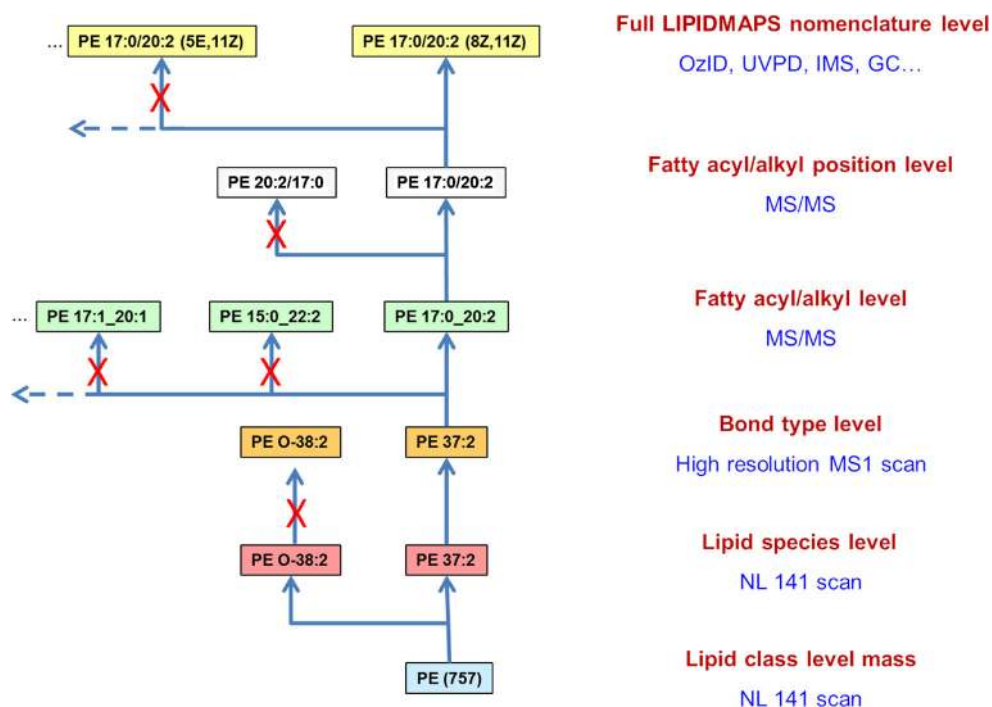 Full LIPIDMAPS nomenclature level
... PE 17:0/20:2 (5E,11Z) PE 17:0/20:2 (8Z,11Z)
OzID, UVPD, IMS, GC…
Fatty acyl/alkyl position level
PE 20:2/17:0 PE 17:0/20:2
MS/MS
Fatty acyl/alkyl level
... PE 17:1_20:1 PE 15:0_22:2 PE 17:0_20:2
MS/MS
Bond type level
PE O-38:2 PE 37:2
High resolution MS1 scan
Lipid species level
PE O-38:2 PE 37:2
NL 141 scan
Lipid class level mass
PE (757)
NL 141 scan